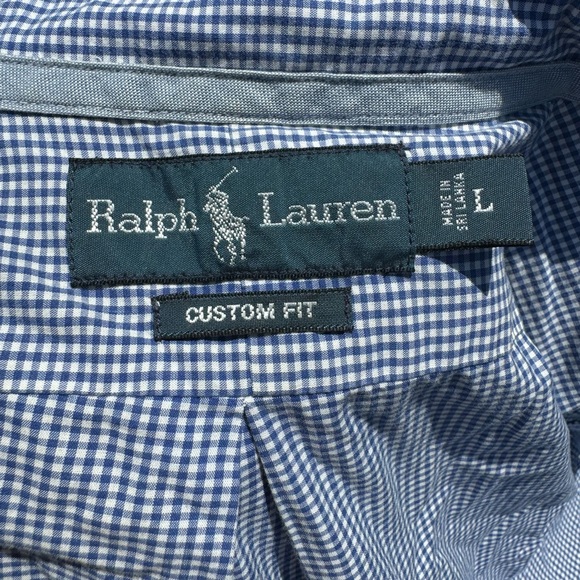 Ralph Lauren
MADE IN
SRI LANKA
L
CUSTOM FIT